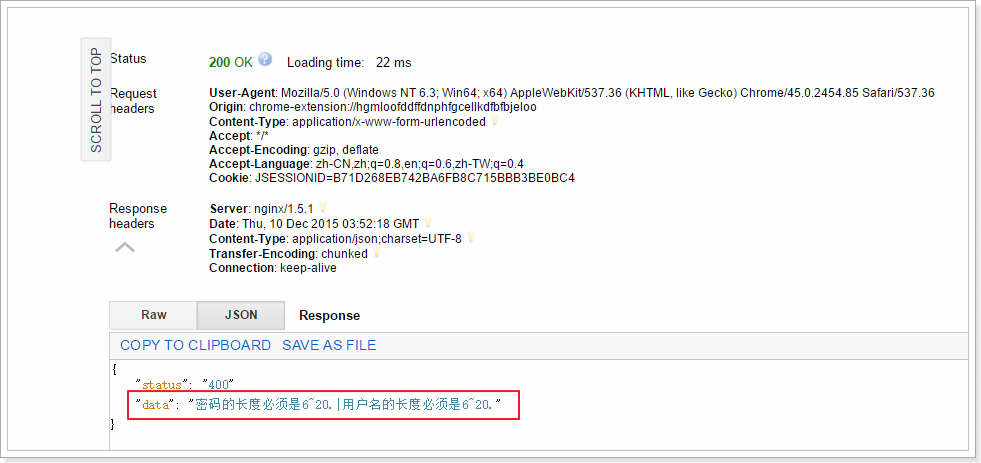 SCROLL TO TOP
Status
200 OK Loading time: 22 ms
Request headers
User-Agent: Mozilla/5.0 (Windows NT 6.3; Win64; x64) AppleWebKit/537.36 (KHTML, like Gecko) Chrome/45.0.2454.85 Safari/537.36
Origin: chrome-extension://hgmloofddffdnphfgcellkdfbfbjeloo
Content-Type: application/x-www-form-urlencoded
Accept: */*
Accept-Encoding: gzip, deflate
Accept-Language: zh-CN,zh;q=0.8,en;q=0.6,zh-TW;q=0.4
Cookie: JSESSIONID=B71D268EB742BA6FB8C715BBB3BE0BC4
Response headers
Server: nginx/1.5.1
Date: Thu, 10 Dec 2015 03:52:18 GMT
Content-Type: application/json;charset=UTF-8
Transfer-Encoding: chunked
Connection: keep-alive
Raw JSON Response
COPY TO CLIPBOARD SAVE AS FILE
{
"status": "400"
"data": "密码的长度必须是6~20.|用户名的长度必须是6~20."
}